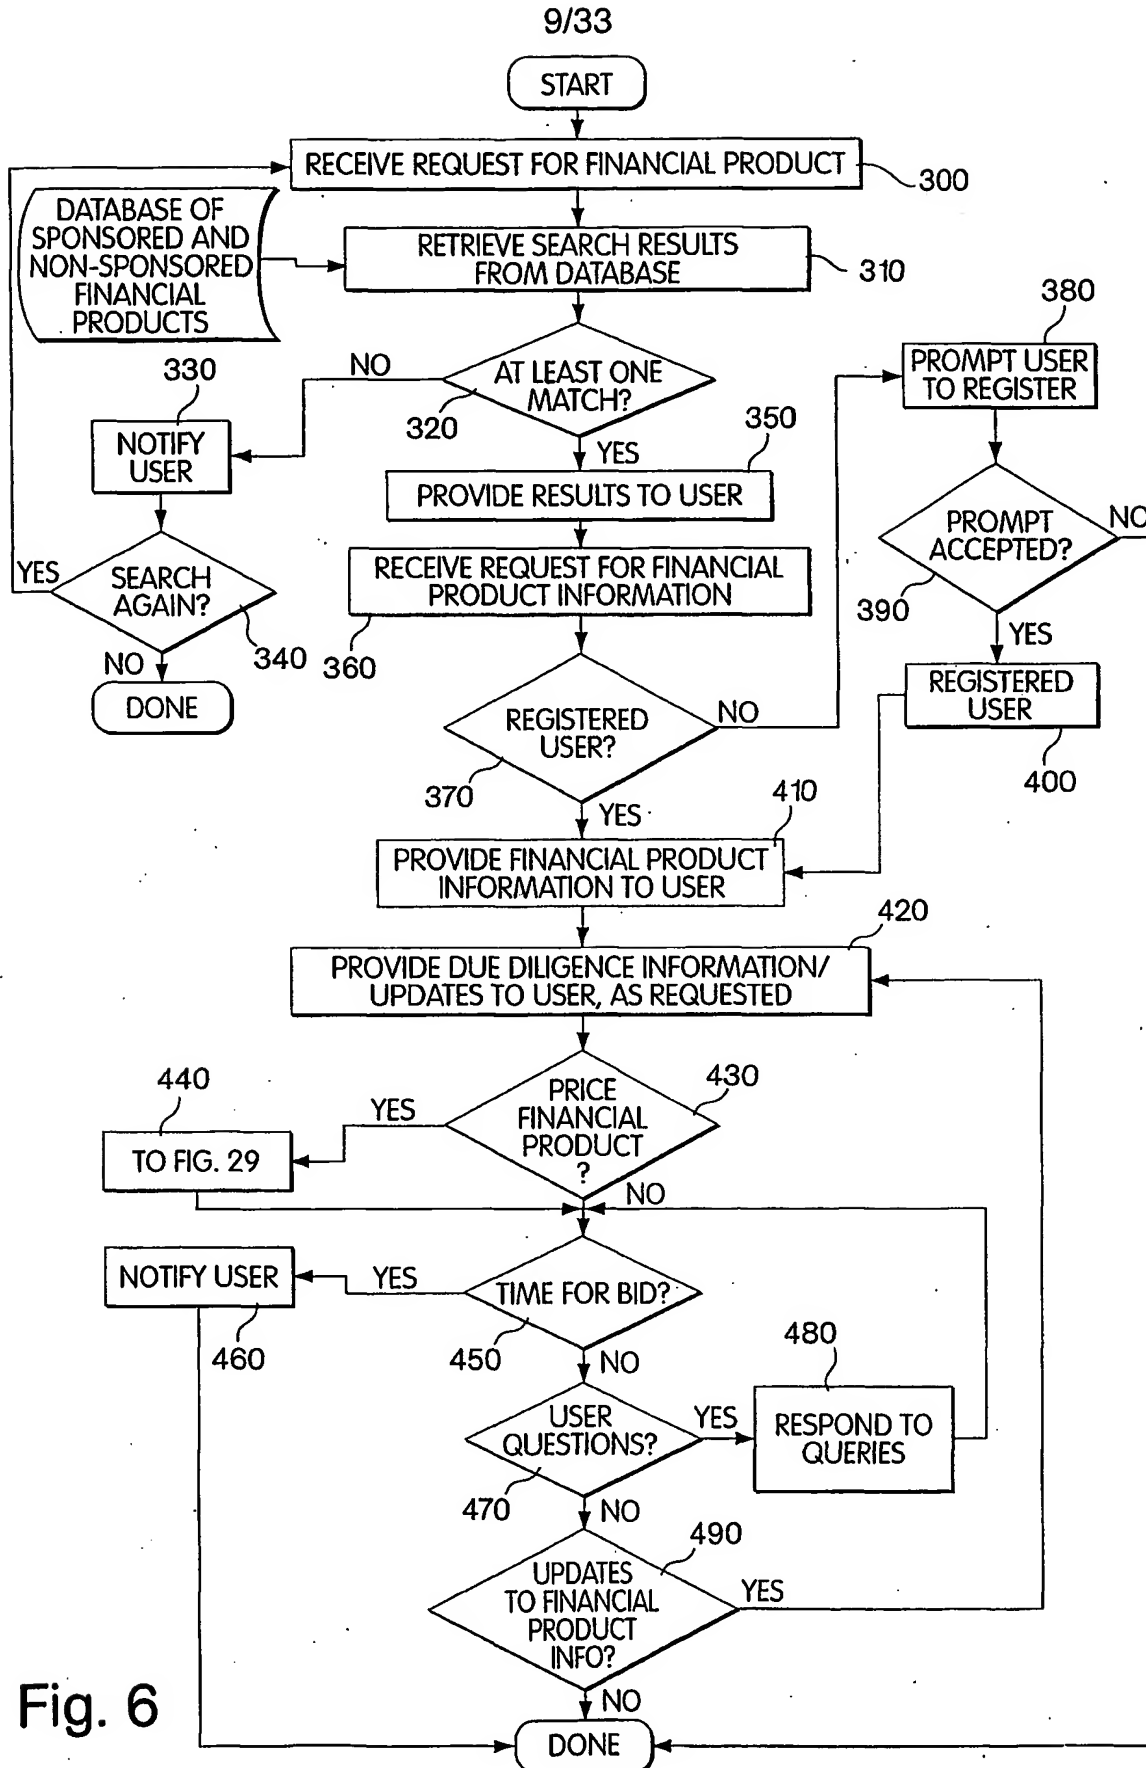 9/33
START
RECEIVE REQUEST FOR FINANCIAL PRODUCT
300
DATABASE OF
SPONSORED AND
NON-SPONSORED
FINANCIAL
PRODUCTS
RETRIEVE SEARCH RESULTS
FROM DATABASE
310
380
PROMPT USER
TO REGISTER
330
NO
AT LEAST ONE
MATCH?
320
NOTIFY
USER
YES
350
PROVIDE RESULTS TO USER
PROMPT
ACCEPTED?
NO
390
YES
YES
SEARCH
AGAIN?
340
NO
DONE
RECEIVE REQUEST FOR FINANCIAL
PRODUCT INFORMATION
360
REGISTERED
USER
400
REGISTERED
USER?
NO
370
YES
410
PROVIDE FINANCIAL PRODUCT
INFORMATION TO USER
420
PROVIDE DUE DILIGENCE INFORMATION/
UPDATES TO USER, AS REQUESTED
440
YES
PRICE
FINANCIAL
PRODUCT
?
430
TO FIG. 29
NO
NOTIFY USER
460
YES
TIME FOR BID?
450
NO
480
USER
QUESTIONS?
YES
RESPOND TO
QUERIES
470
NO
490
UPDATES
TO FINANCIAL
PRODUCT
INFO?
YES
NO
DONE
Fig. 6